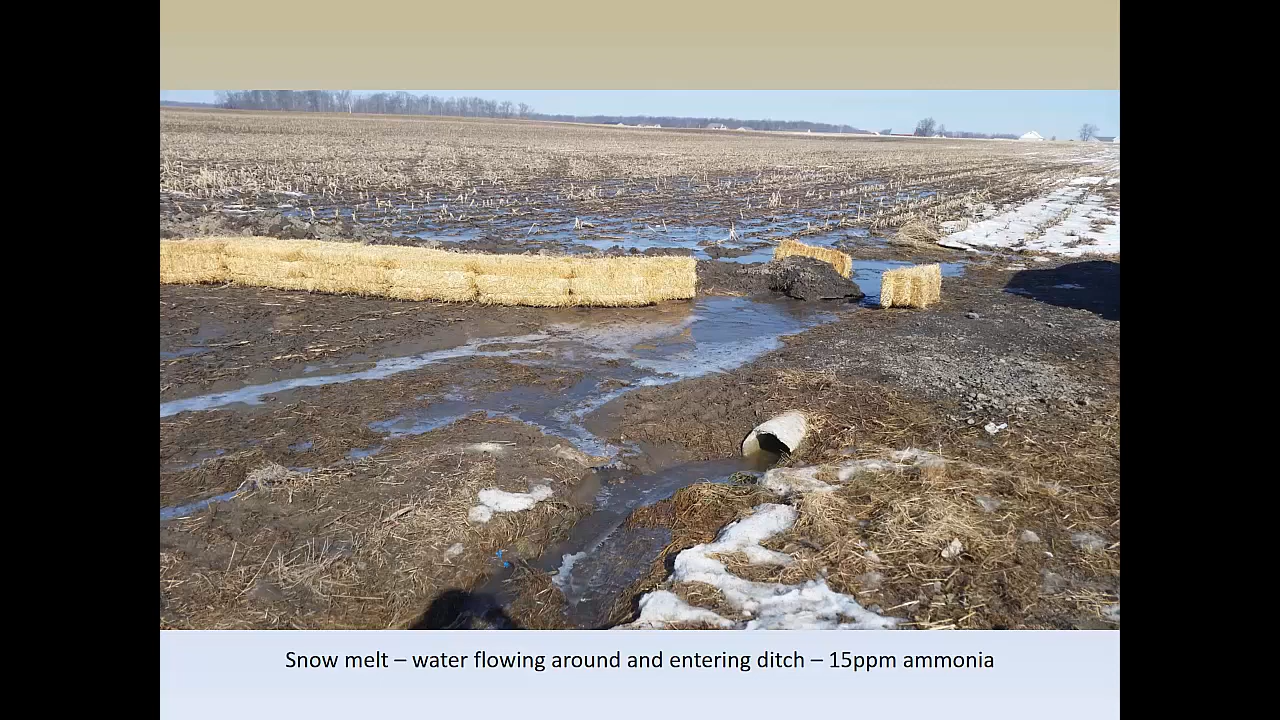 Snow melt – water flowing around and entering ditch – 15ppm ammonia